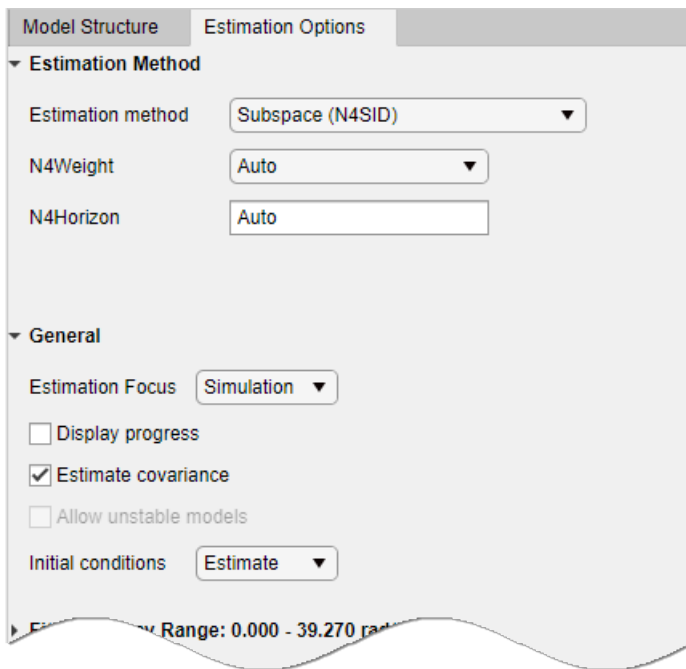 Model Structure Estimation Options
Estimation Method
Estimation method Subspace (N4SID)
N4Weight Auto
N4Horizon Auto
General
Estimation Focus Simulation
Display progress
Estimate covariance
Allow unstable models
Initial conditions Estimate
Range: 0.000 - 39.270